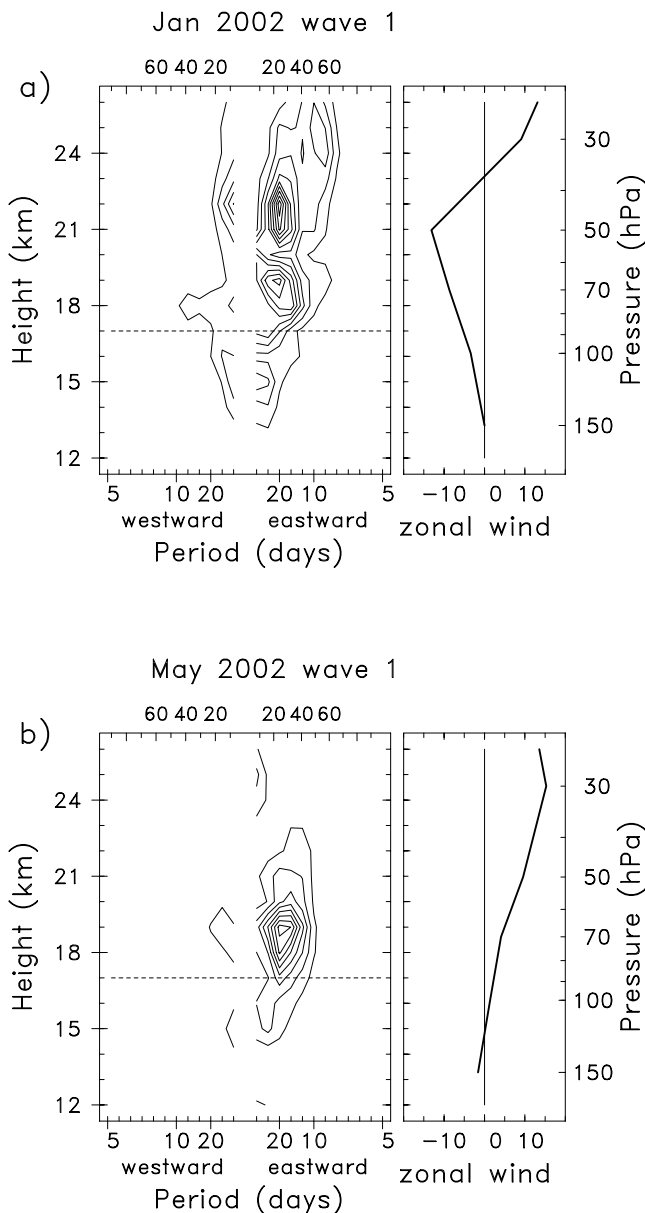 Jan 2002 wave 1
60 40 20 20 40 60
a)
24
21
18
15
12
Height (km)
30
50
70
100
150
Pressure (hPa)
5 10 20 20 10 5
westward eastward
Period (days)
−10 0 10
zonal wind
May 2002 wave 1
60 40 20 20 40 60
b)
24
21
18
15
12
Height (km)
30
50
70
100
150
Pressure (hPa)
5 10 20 20 10 5
westward eastward
Period (days)
−10 0 10
zonal wind